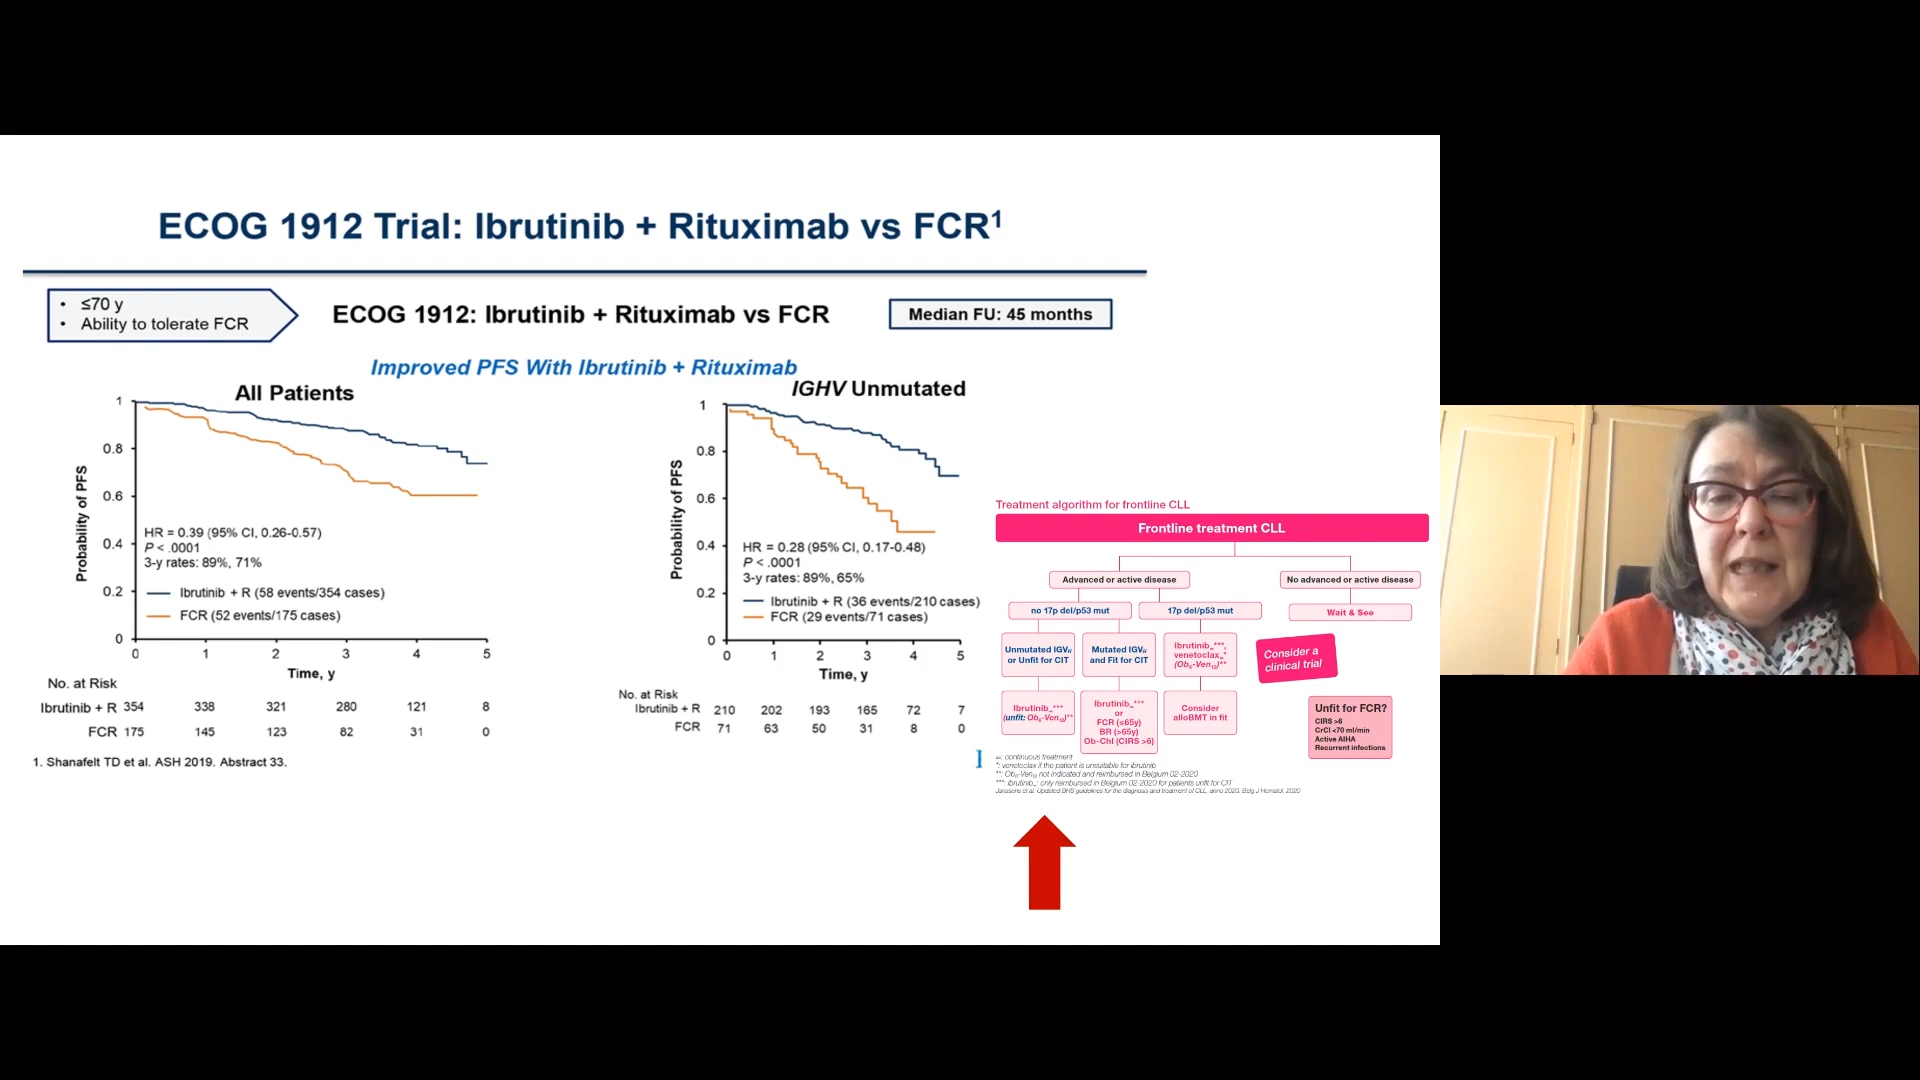 ECOG 1912 Trial: Ibrutinib + Rituximab vs FCR¹
• ≤70 y
• Ability to tolerate FCR
ECOG 1912: Ibrutinib + Rituximab vs FCR
Median FU: 45 months
Improved PFS With Ibrutinib + Rituximab
All Patients
Probability of PFS
1
0.8
0.6
0.4
0.2
0
HR = 0.39 (95% CI, 0.26-0.57)
P < .0001
3-y rates: 89%, 71%
Ibrutinib + R (58 events/354 cases)
FCR (52 events/175 cases)
0 1 2 3 4 5
Time, y
No. at Risk
Ibrutinib + R 354 338 321 280 121 8
FCR 175 145 123 82 31 0
IGHV Unmutated
Probability of PFS
1
0.8
0.6
0.4
0.2
0
HR = 0.28 (95% CI, 0.17-0.48)
P < .0001
3-y rates: 89%, 65%
Ibrutinib + R (36 events/210 cases)
FCR (29 events/71 cases)
0 1 2 3 4 5
Time, y
No. at Risk
Ibrutinib + R 210 202 193 165 72 7
FCR 71 63 50 31 8 0
1. Shanafelt TD et al. ASH 2019. Abstract 33.
Treatment algorithm for frontline CLL
Frontline treatment CLL
Advanced or active disease
No advanced or active disease
no 17p del/p53 mut
17p del/p53 mut
Wait & See
Unmutated IGVH
or Unfit for CIT
Mutated IGVH
and Fit for CIT
Ibrutinib∞***,
venetoclax∞*
(Ob6-Ven12)**
Consider a
clinical trial
Ibrutinib∞***
(unfit: Ob6-Ven12)**
Ibrutinib∞***
or
FCR (≤65y)
BR (>65y)
Ob-Chl (CIRS >6)
Consider
alloBMT in fit
Unfit for FCR?
CIRS >6
CrCl <70 ml/min
Active AIHA
Recurrent infections
∞: continuous treatment
*: venetoclax if the patient is unsuitable for ibrutinib
**: Ob6-Ven12 not indicated and reimbursed in Belgium 02-2020
***: Ibrutinib∞: only reimbursed in Belgium 02-2020 for patients unfit for CIT
Janssens et al. Updated BHS guidelines for the diagnosis and treatment of CLL, anno 2020. Belg J Hematol. 2020